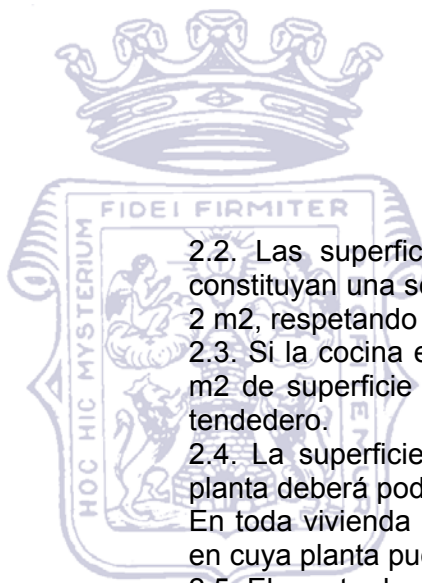 FIDEI FIRMITER
HOC HIC MYSTERIUM
2.2. Las superfic
constituyan una s
2 m2, respetando
2.3. Si la cocina e
m2 de superficie
tendedero.
2.4. La superficie
planta deberá pod
En toda vivienda
en cuya planta pu